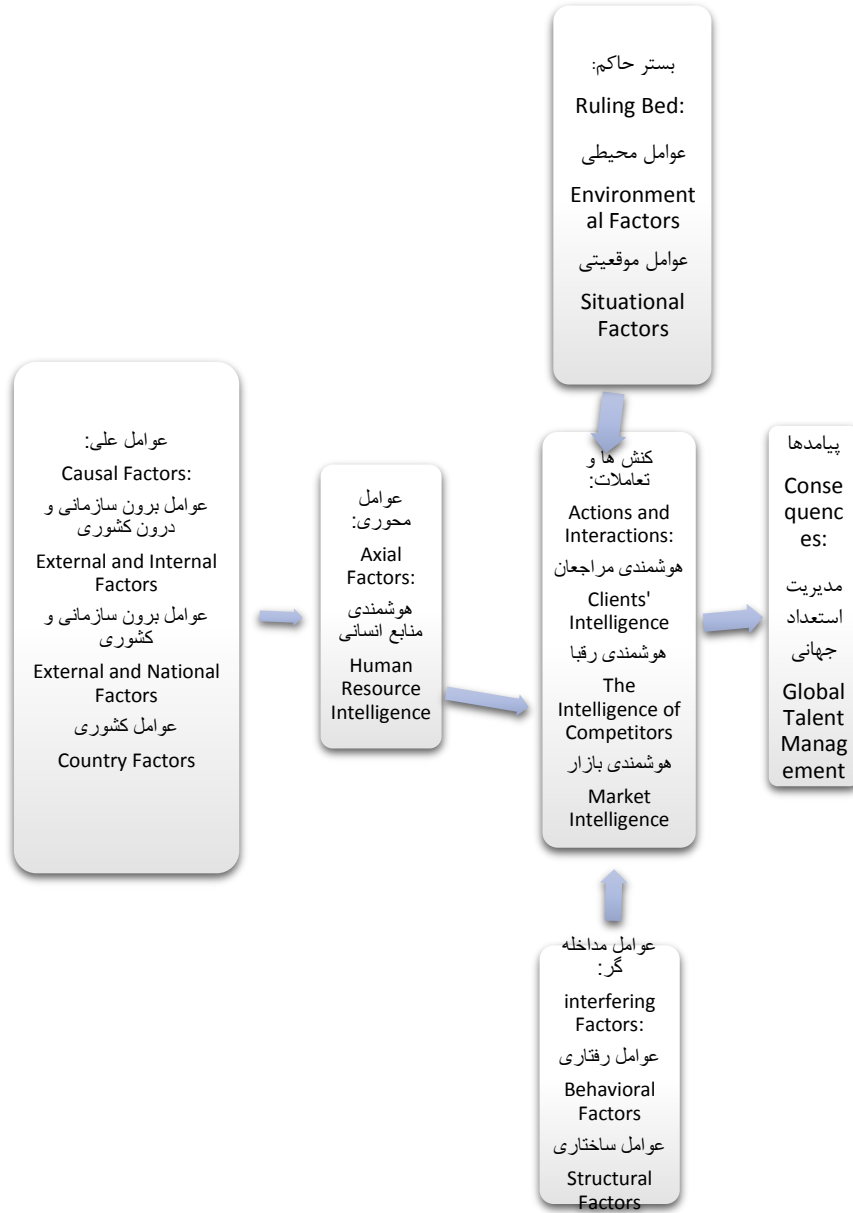 بستر حاکم:
Ruling Bed:
عوامل محیطی
Environment
al Factors
عوامل موقعیتی
Situational
Factors
عوامل علی:
Causal Factors:
عوامل برون سازمانی و
درون کشوری
External and Internal
Factors
عوامل برون سازمانی و
کشوری
External and National
Factors
عوامل کشوری
Country Factors
عوامل
محوری:
Axial
Factors:
هوشمندی
منابع انسانی
Human
Resource
Intelligence
کنش ها و
تعاملات:
Actions and
Interactions:
هوشمندی مراجعان
Clients'
Intelligence
هوشمندی رقبا
The
Intelligence of
Competitors
هوشمندی بازار
Market
Intelligence
پیامدها
Conse
quenc
es:
مدیریت
استعداد
جهانی
Global
Talent
Manag
ement
عوامل مداخله
گر:
interfering
Factors:
عوامل رفتاری
Behavioral
Factors
عوامل ساختاری
Structural
Factors